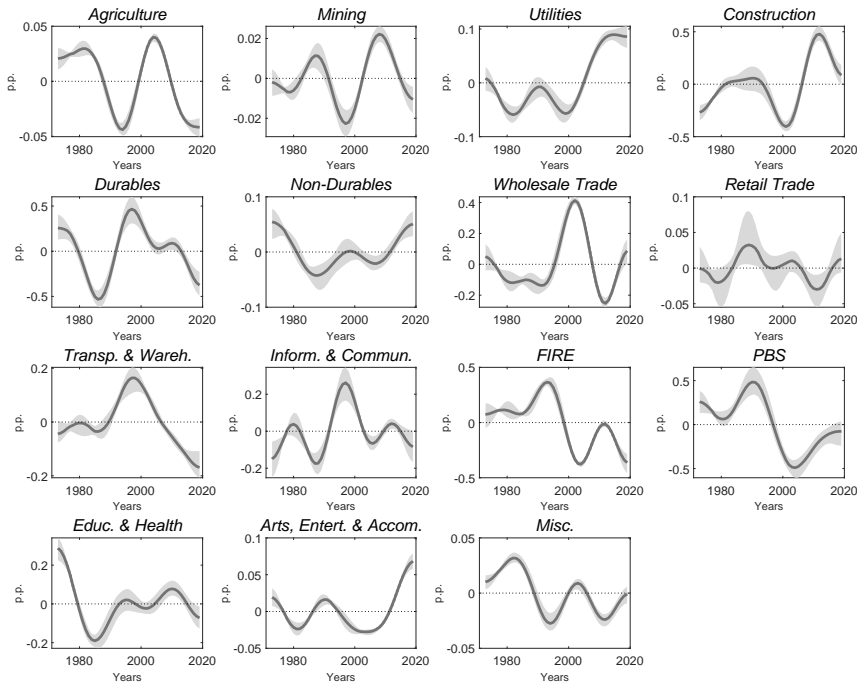 Agriculture
0.05
0
-0.05
p.p.
1980 2000 2020
Years
Mining
0.02
0
-0.02
p.p.
1980 2000 2020
Years
Utilities
0.1
0
-0.1
p.p.
1980 2000 2020
Years
Construction
0.5
0
-0.5
p.p.
1980 2000 2020
Years
Durables
0.5
0
-0.5
p.p.
1980 2000 2020
Years
Non-Durables
0.1
0
-0.1
p.p.
1980 2000 2020
Years
Wholesale Trade
0.4
0.2
0
-0.2
p.p.
1980 2000 2020
Years
Retail Trade
0.1
0.05
0
-0.05
p.p.
1980 2000 2020
Years
Transp. & Wareh.
0.2
0
-0.2
p.p.
1980 2000 2020
Years
Inform. & Commun.
0.2
0
-0.2
p.p.
1980 2000 2020
Years
FIRE
0.5
0
-0.5
p.p.
1980 2000 2020
Years
PBS
0.5
0
-0.5
p.p.
1980 2000 2020
Years
Educ. & Health
0.2
0
-0.2
p.p.
1980 2000 2020
Years
Arts, Entert. & Accom.
0.1
0.05
0
-0.05
p.p.
1980 2000 2020
Years
Misc.
0.05
0
-0.05
p.p.
1980 2000 2020
Years